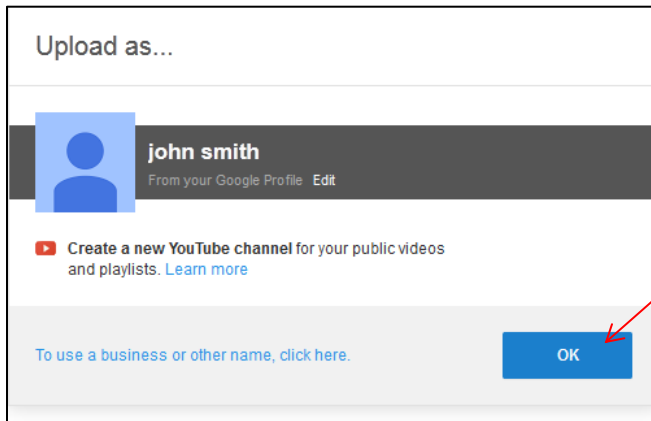 Upload as...
john smith
From your Google Profile Edit
Create a new YouTube channel for your public videos
and playlists. Learn more
To use a business or other name, click here.
OK